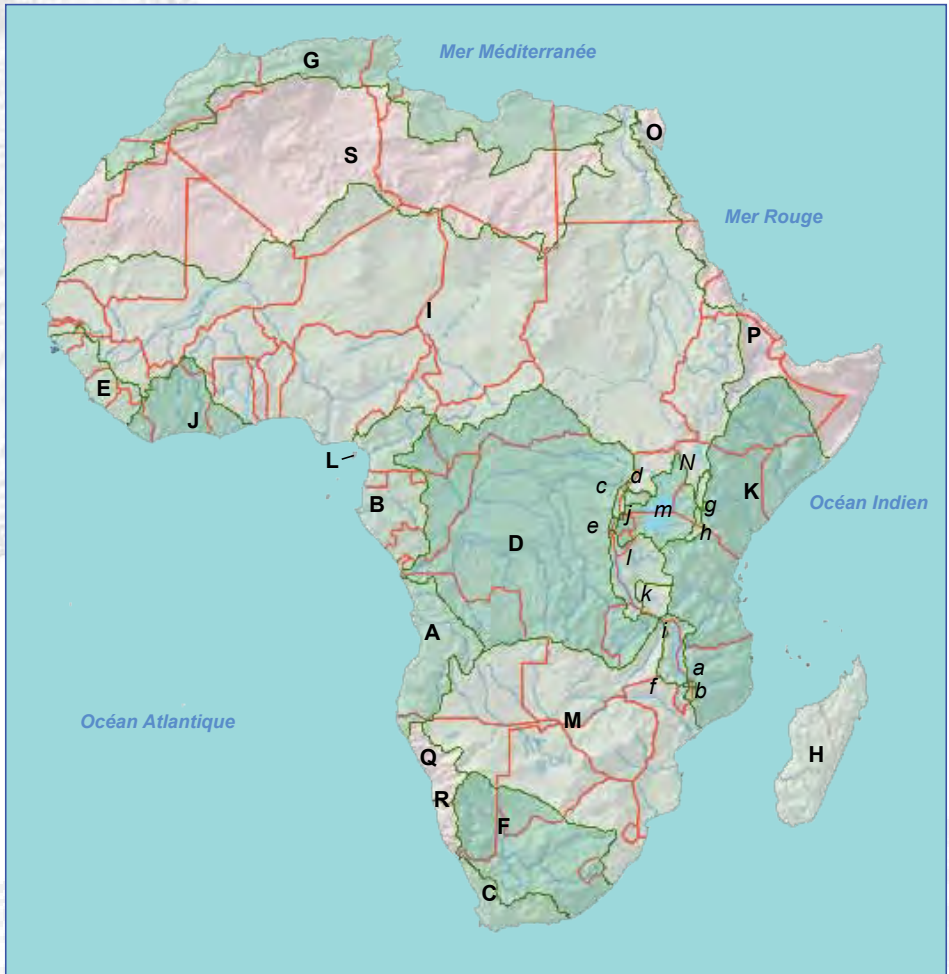 G
Mer Méditerranée
O
S
Mer Rouge
I
P
E
J
L
N
d
c
K
B
g
Océan Indien
m
j
e
h
D
l
k
A
i
a
f
b
Océan Atlantique
M
H
Q
R
F
C